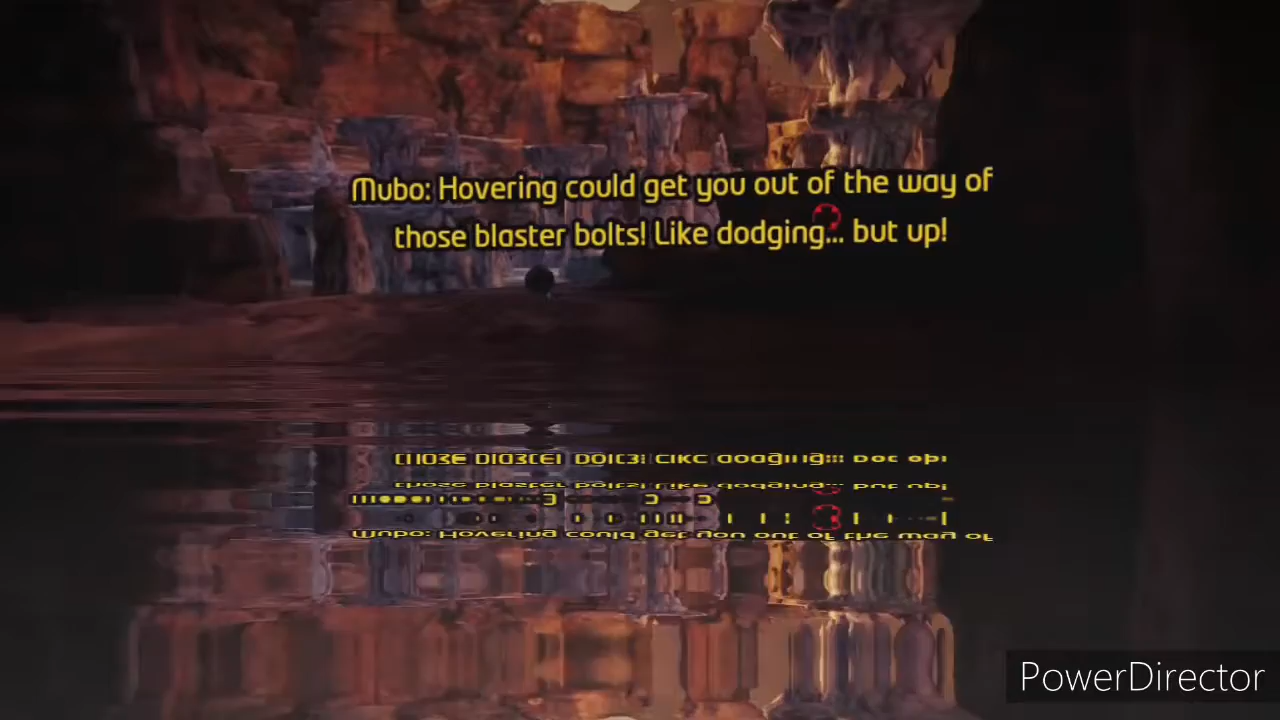 Mubo: Hovering could get you out of the way of
those blaster bolts! Like dodging... but up!
PowerDirector